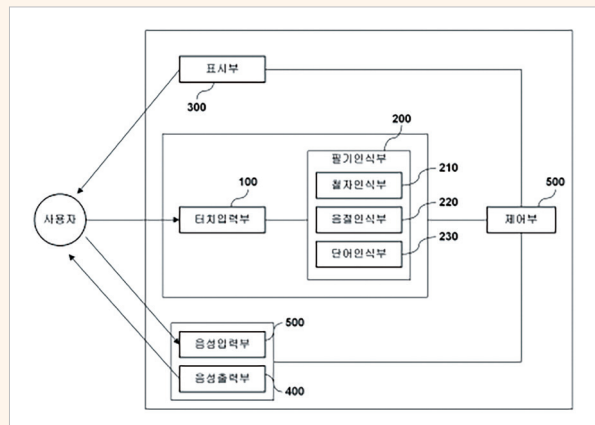 표시부
300
200
필기인식부
210
철자인식부
100
220
500
사용자
터치입력부
음절인식부
제어부
230
단어인식부
500
음성입력부
음성출력부
400